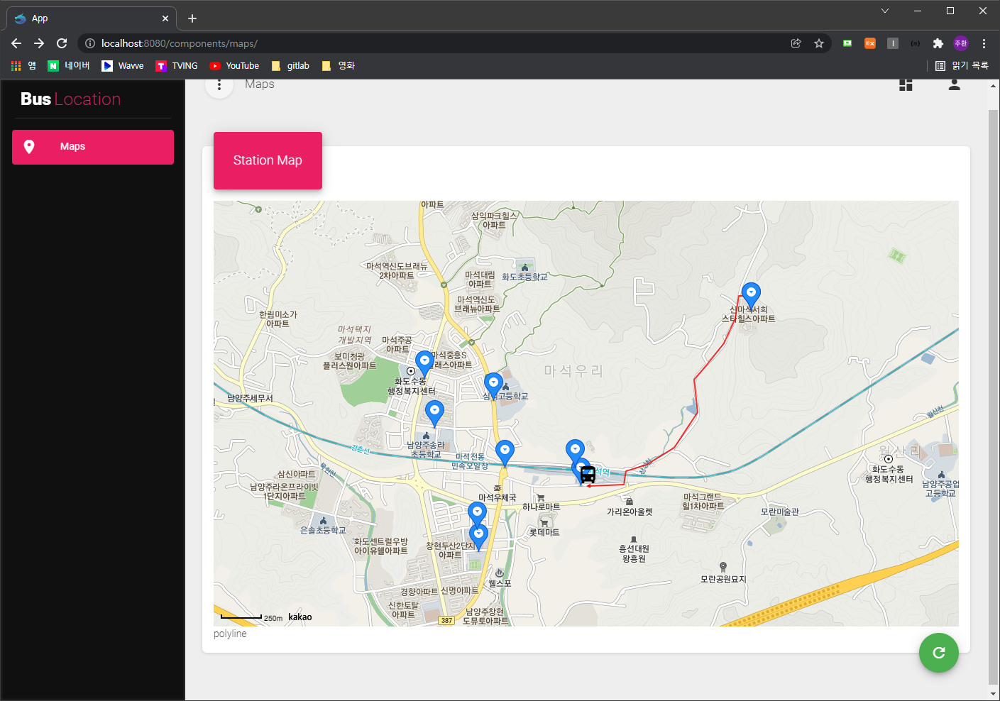 App
localhost:8080/components/maps/
EX
주환
앱
네이버
Wavve
TVING
YouTube
gitlab
영화
읽기 목록
Bus Location
Maps
Maps
Station Map
아파트
삼익파크힐스
아파트
마석역신도브래뉴
2차아파트
마석대림
아파트
화도초등학교
마석역신도
브래뉴아파트
한림미소가
아파트
신마석서희
스타힐스아파트
마석택지
개발지역
마석주공
아파트
보미청광
플러스원아파트
마석중흥S
클래스아파트
마석우리
화도수동
행정복지센터
심석고등학교
남양주세무서
월산천
남양주송라
초등학교
경춘선
마석전통
민속오일장
묵현천
마석역
월산리
화도수동
행정복지센터
삼신아파트
남양주라온프라이빗
1단지아파트
남양주공업
고등학교
마석우체국
하나로마트
가리온아울렛
마석그랜드
힐1차아파트
모란미술관
은솔초등학교
롯데마트
화도센트럴우방
아이유쉘아파트
창현두산2단지
아파트
흥선대원
왕흥원
모란공원묘지
웰스포
경향아파트
신명아파트
신한토탈
아파트
남양주창현
도뮤토아파트
387
250m
kakao
polyline